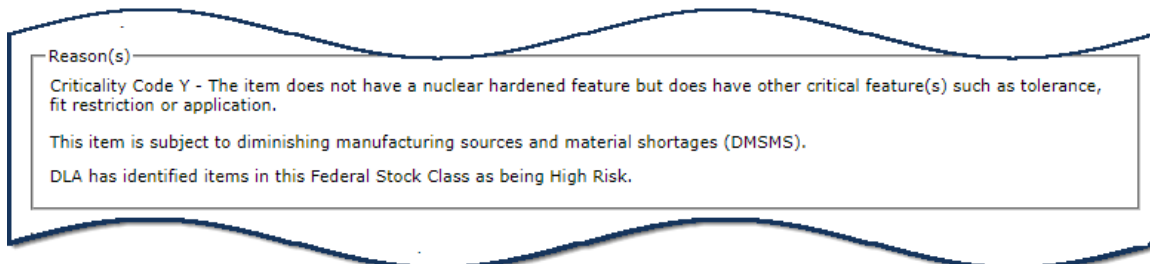 Reason(s)
Criticality Code Y - The item does not have a nuclear hardened feature but does have other critical feature(s) such as tolerance,
fit restriction or application.
This item is subject to diminishing manufacturing sources and material shortages (DMSMS).
DLA has identified items in this Federal Stock Class as being High Risk.